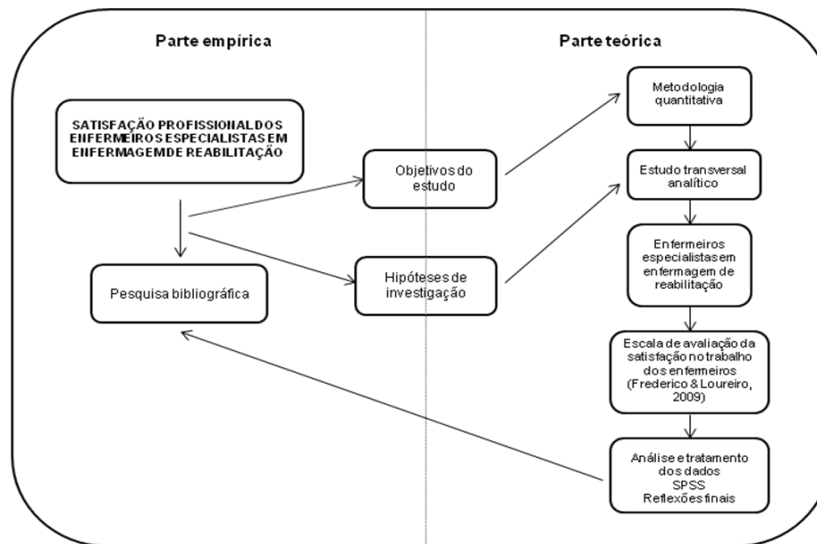 Parte empírica
SATISFAÇÃO PROFISSIONAL DOS
ENFERMEIROS ESPECIALISTAS EM
ENFERMAGEM DE REABILITAÇÃO
Pesquisa bibliográfica
Objetivos do
estudo
Hipóteses de
investigação
Parte teórica
Metodologia
quantitativa
Estudo transversal
analítico
Enfermeiros
especialistas em
enfermagem de
reabilitação
Escala de avaliação da
satisfação no trabalho
dos enfermeiros
(Frederico & Loureiro,
2009)
Análise e tratamento
dos dados
SPSS
Reflexões finais